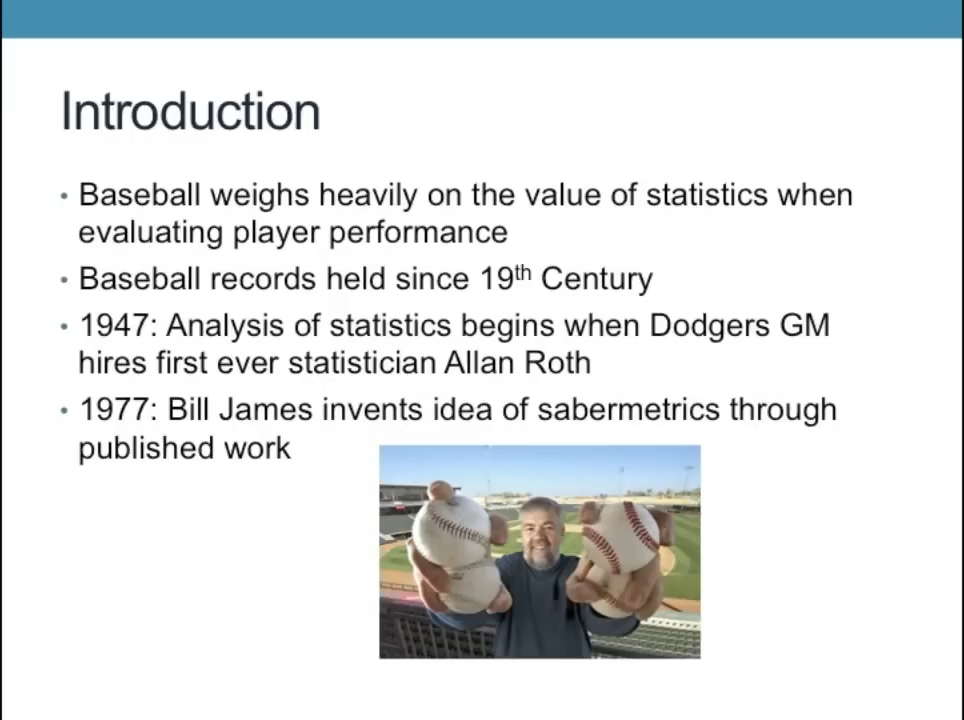 Introduction
• Baseball weighs heavily on the value of statistics when
evaluating player performance
• Baseball records held since 19th Century
• 1947: Analysis of statistics begins when Dodgers GM
hires first ever statistician Allan Roth
• 1977: Bill James invents idea of sabermetrics through
published work